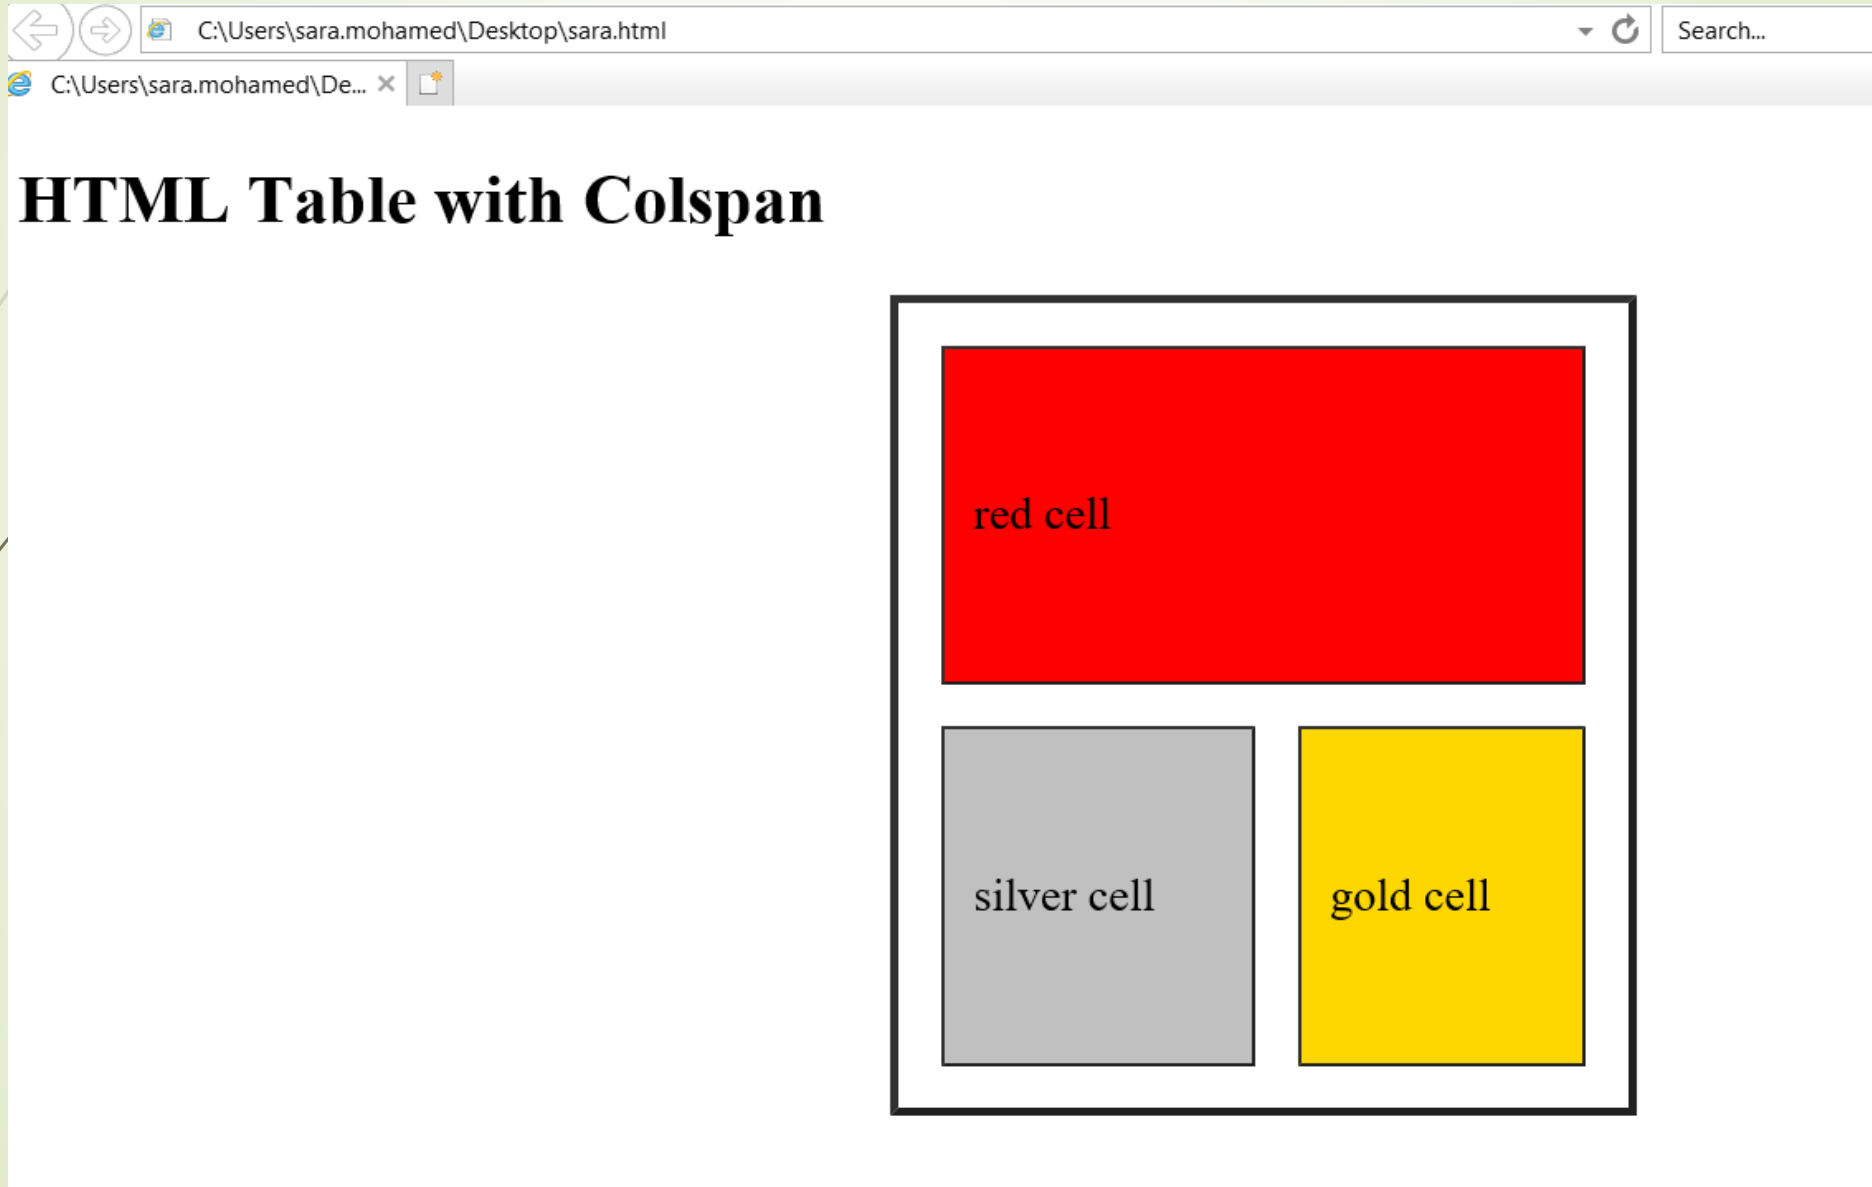 C:\Users\sara.mohamed\Desktop\sara.html
Search...
C:\Users\sara.mohamed\De...
HTML Table with Colspan
red cell
silver cell
gold cell